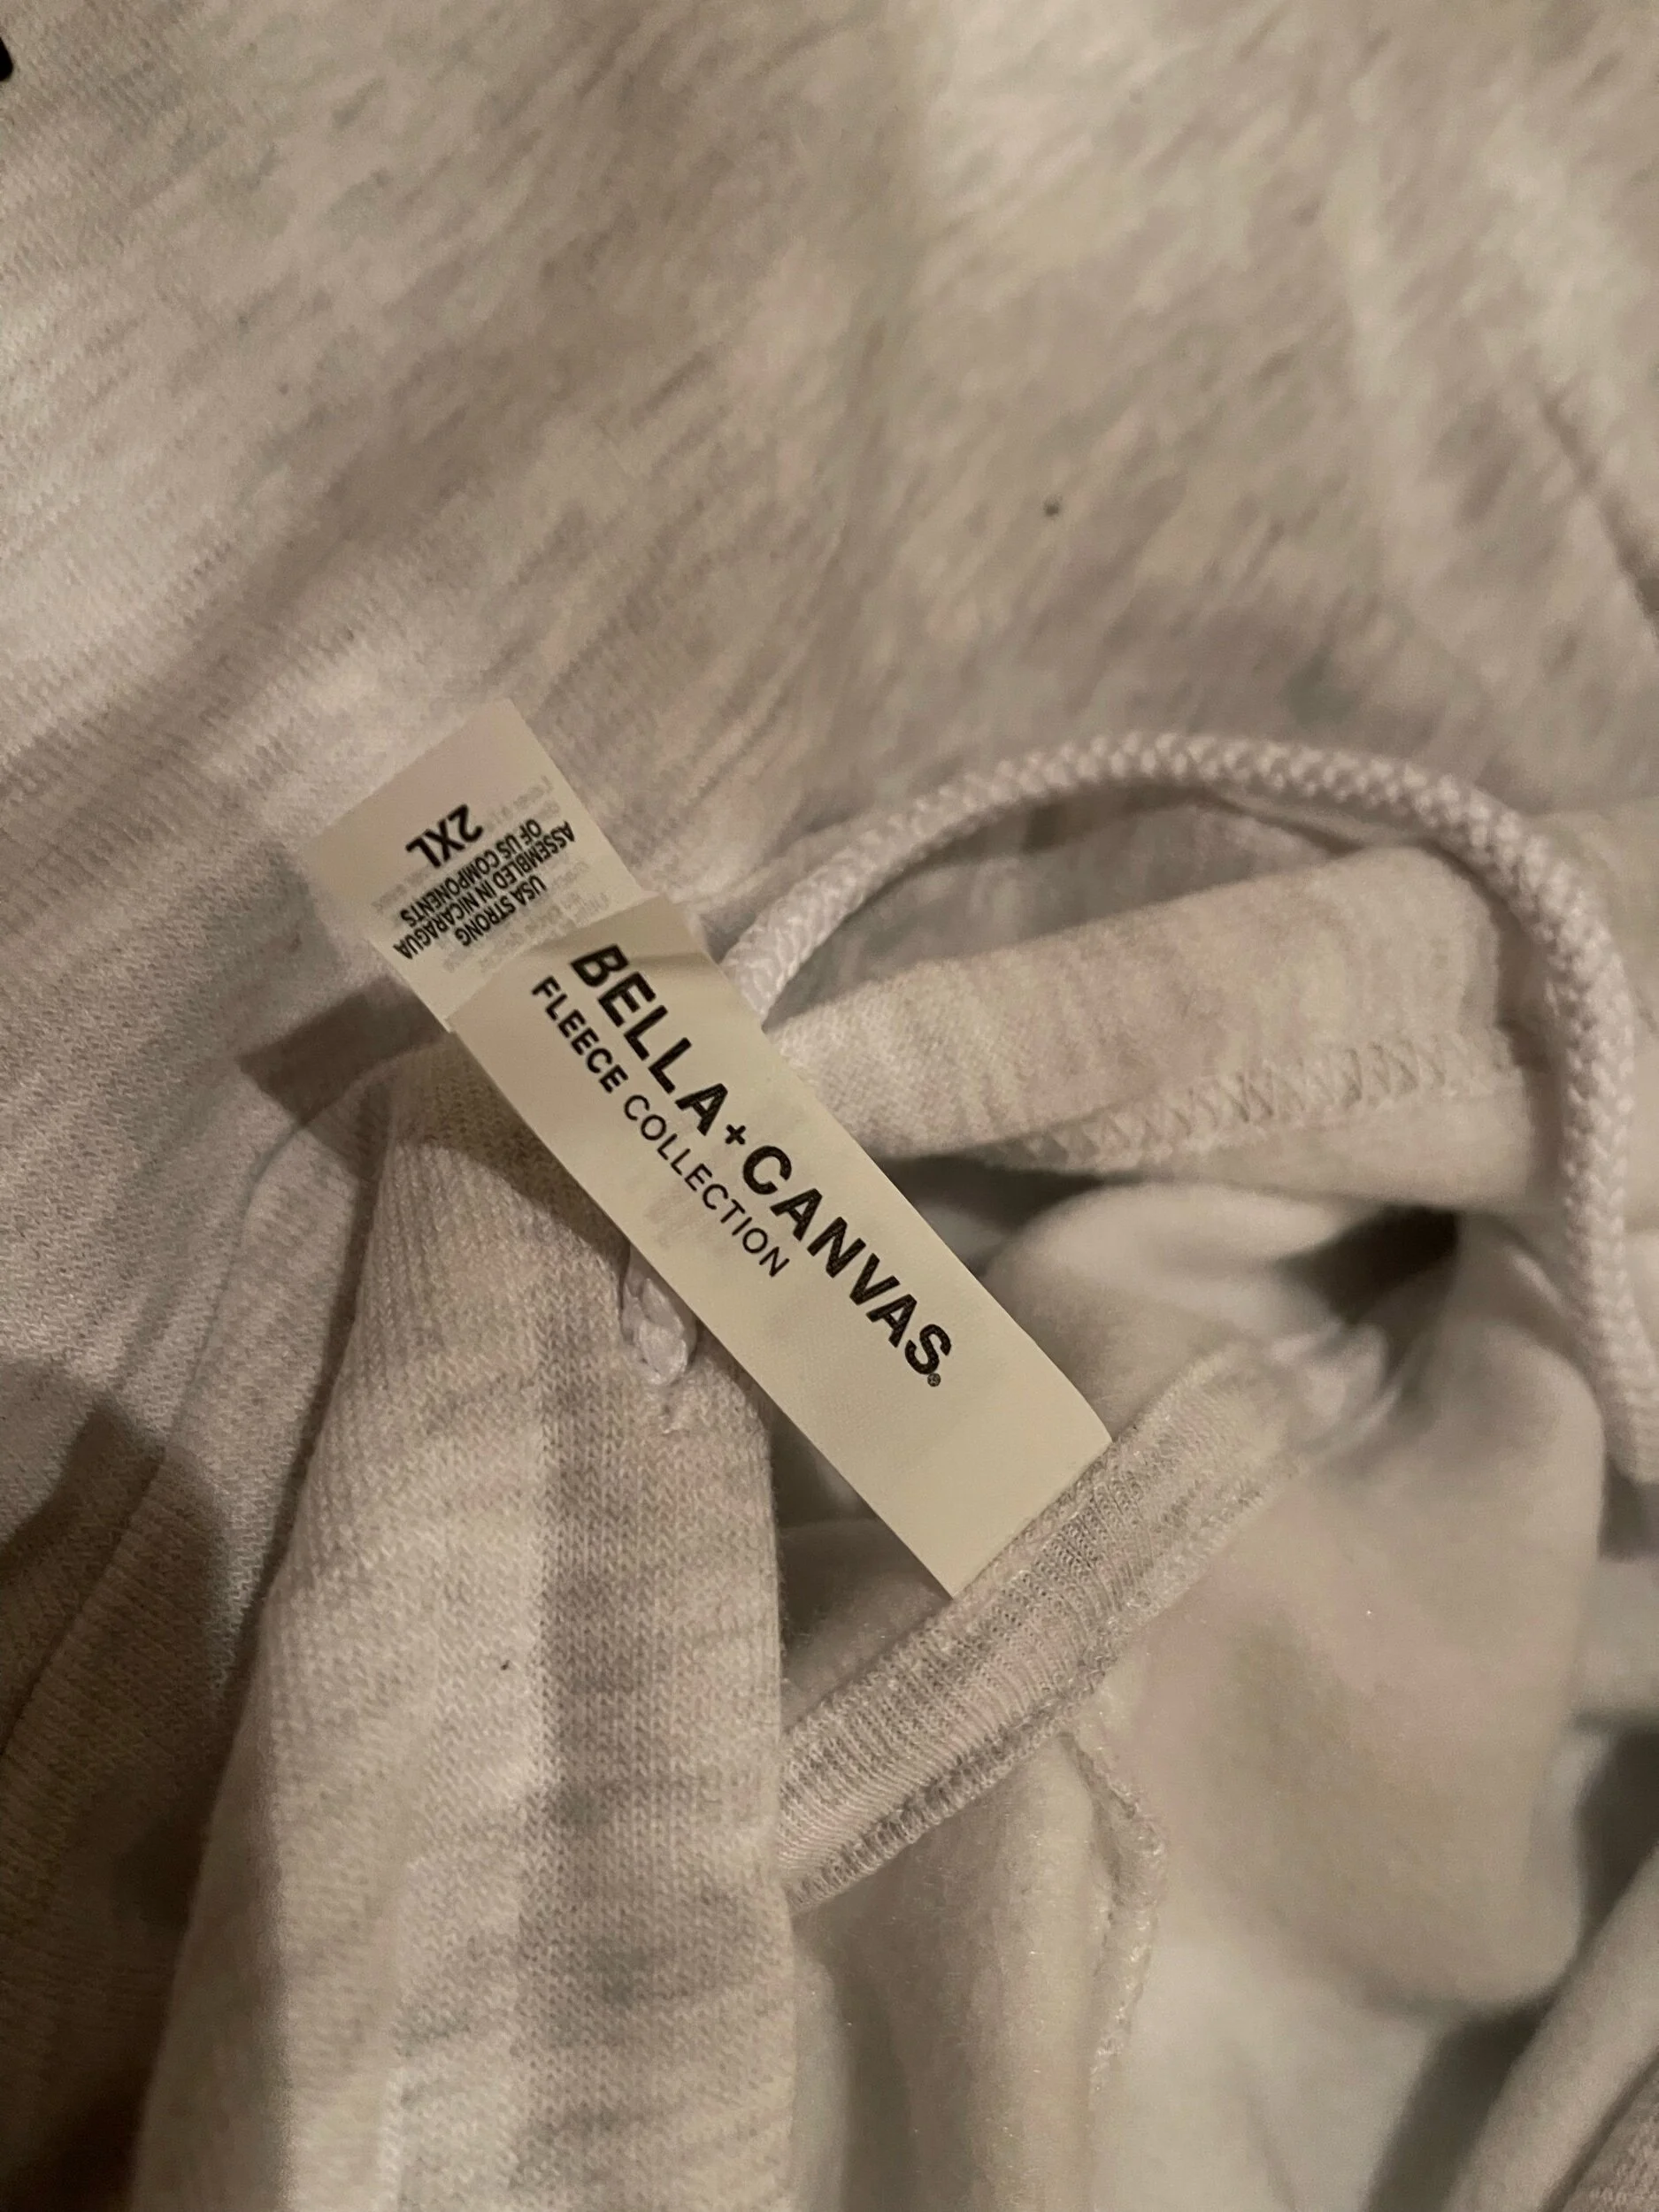 BELLA+CANVAS®
FLEECE COLLECTION
2XL
USA STRONG
ASSEMBLED IN NICARAGUA
OF US COMPONENTS